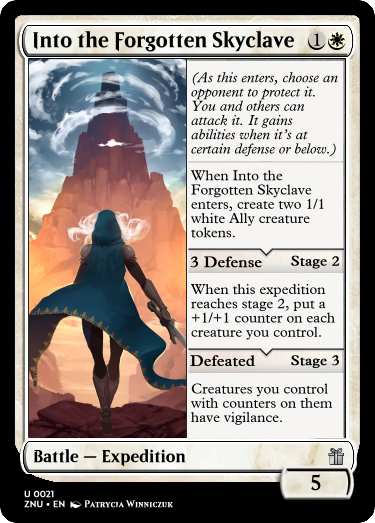 Into the Forgotten Skyclave 1
(As this enters, choose an
opponent to protect it.
You and others can
attack it. It gains
abilities when it's at
certain defense or below.)
When Into the
Forgotten Skyclave
enters, create two 1/1
white Ally creature
tokens.
3 Defense Stage 2
When this expedition
reaches stage 2, put a
+1/+1 counter on each
creature you control.
Defeated Stage 3
Creatures you control
with counters on them
have vigilance.
Battle — Expedition
5
U 0021
ZNU • EN Patrycja Winniczuk